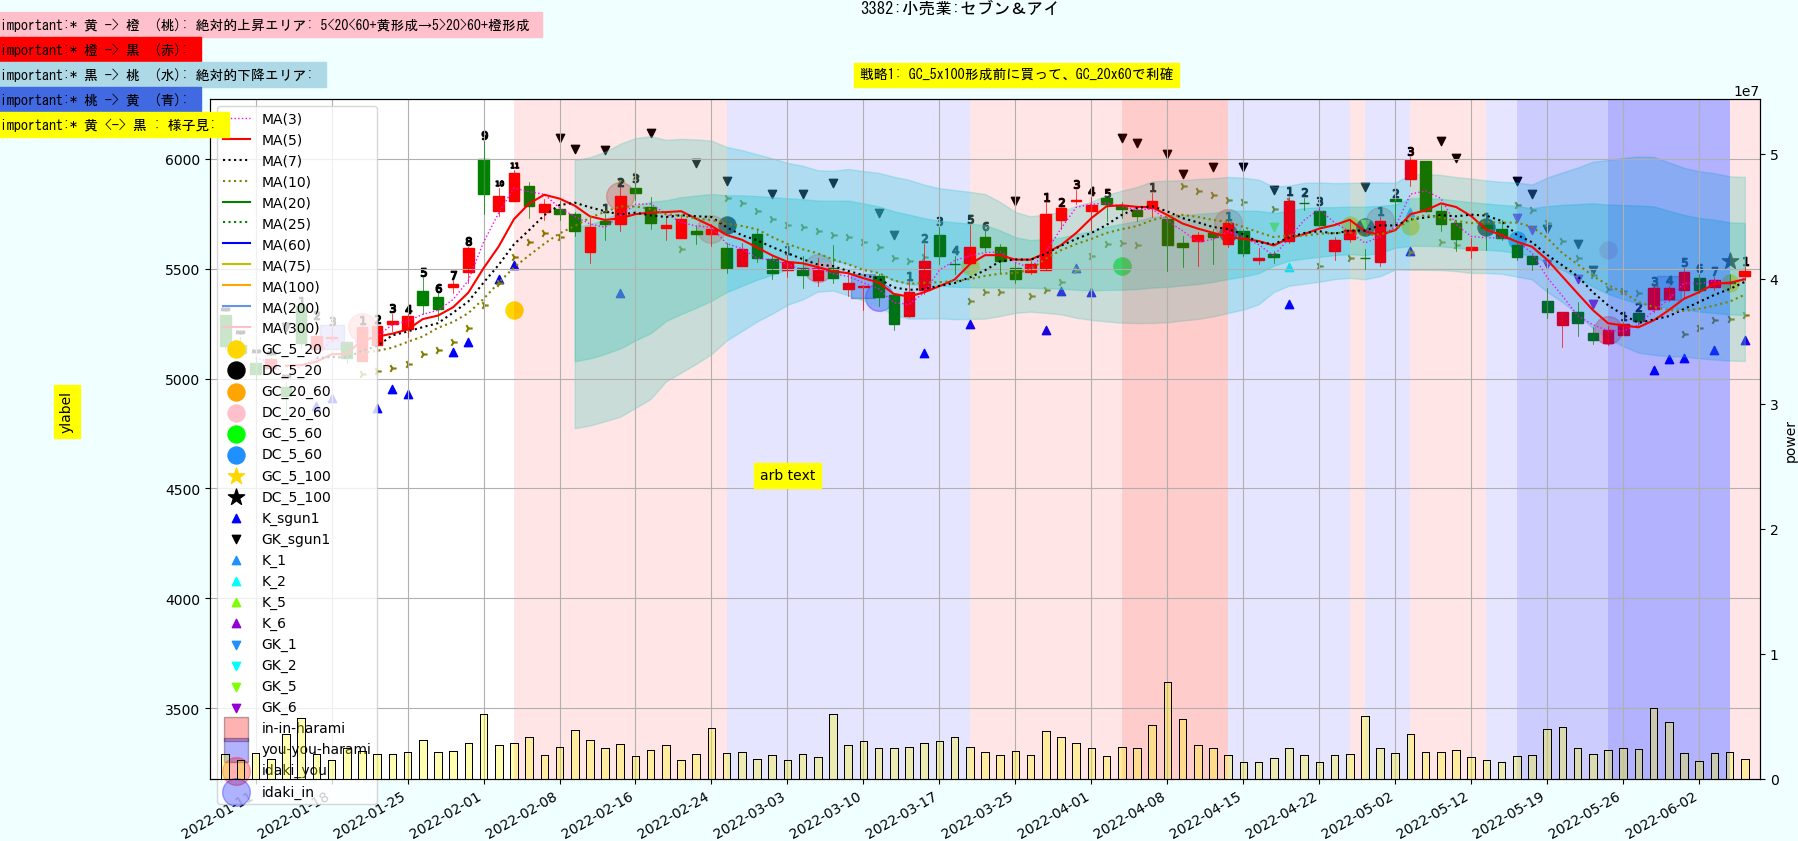 3382:小売業:セブン＆アイ
important:* 黄 -> 橙 （桃）: 絶対的上昇エリア: 5<20<60+黄形成→5>20>60+橙形成
important:* 橙 -> 黒 （赤）:
important:* 黒 -> 桃 （水）: 絶対的下降エリア:
戦略1: GC_5x100形成前に買って、GC_20x60で利確
important:* 桃 -> 黄 （青）:
important:* 黄 <-> 黒 : 様子見:
1e7
MA(3)
MA(5)
MA(7)
MA(10)
MA(20)
MA(25)
MA(60)
MA(75)
MA(100)
MA(200)
MA(300)
GC_5_20
DC_5_20
GC_20_60
DC_20_60
GC_5_60
DC_5_60
GC_5_100
DC_5_100
K_sgun1
GK_sgun1
K_1
K_2
K_5
K_6
GK_1
GK_2
GK_5
GK_6
in-in-harami
you-you-harami
idaki_you
idaki_in
6000
5500
5000
4500
4000
3500
ylabel
arb text
5
4
3
2
1
0
power
2022-01-11
2022-01-18
2022-01-25
2022-02-01
2022-02-08
2022-02-16
2022-02-24
2022-03-03
2022-03-10
2022-03-17
2022-03-25
2022-04-01
2022-04-08
2022-04-15
2022-04-22
2022-05-02
2022-05-12
2022-05-19
2022-05-26
2022-06-02